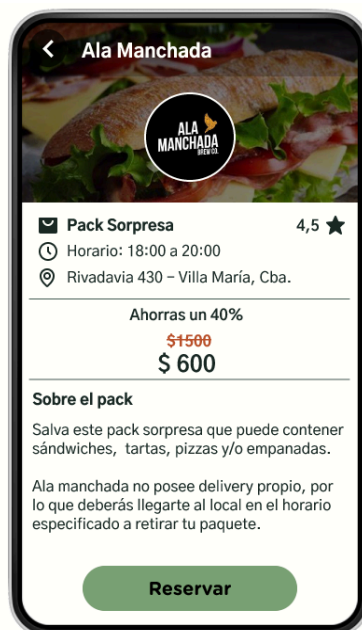 Ala Manchada
ALA
MANCHADA
BREW CO.
Pack Sorpresa 4,5
Horario: 18:00 a 20:00
Rivadavia 430 – Villa María, Cba.
Ahorras un 40%
$1500
$ 600
Sobre el pack
Salva este pack sorpresa que puede contener
sándwiches, tartas, pizzas y/o empanadas.
Ala manchada no posee delivery propio, por
lo que deberás llegarte al local en el horario
especificado a retirar tu paquete.
Reservar